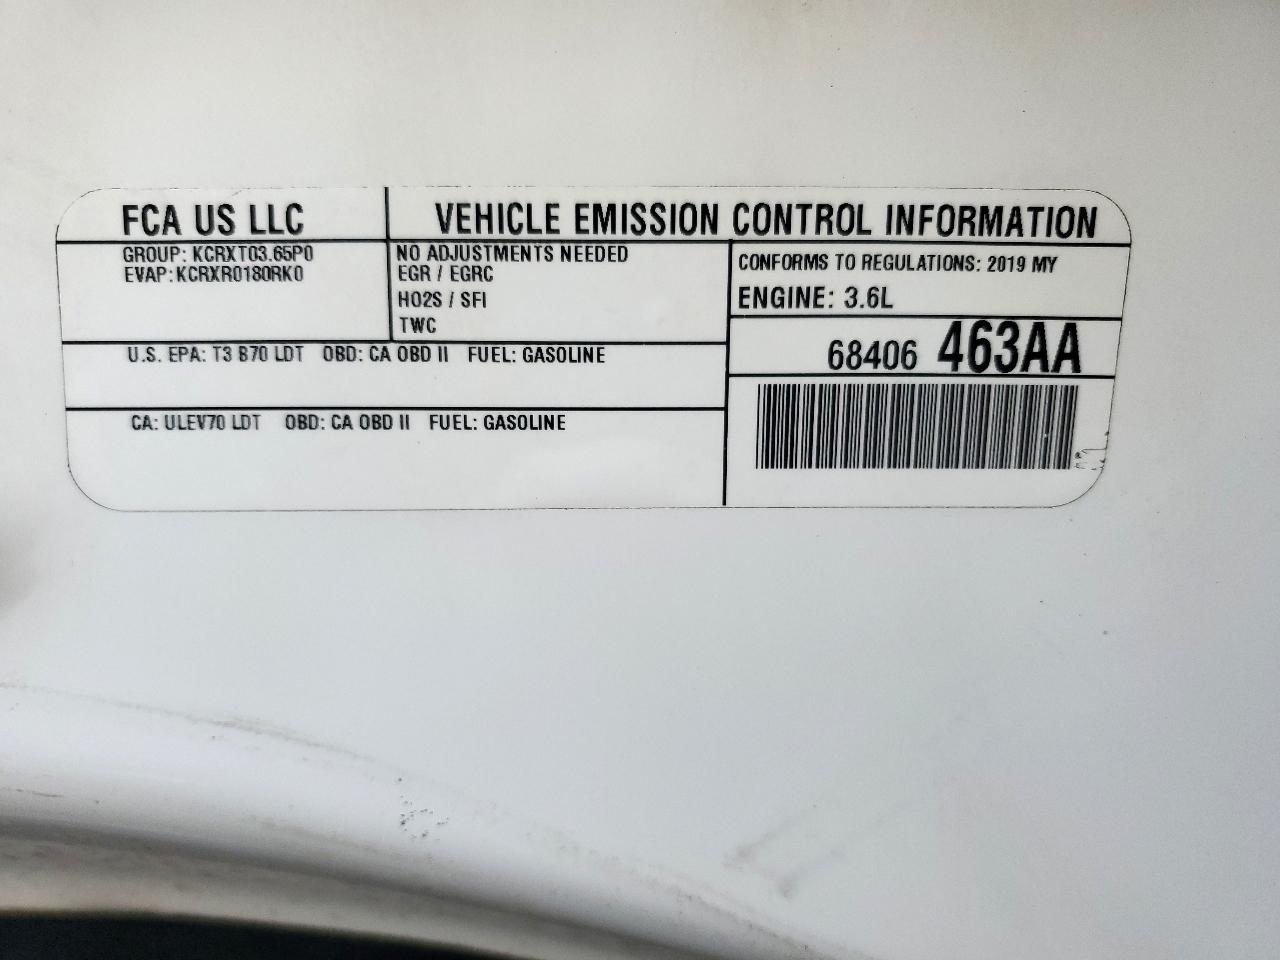 FCA US LLC
VEHICLE EMISSION CONTROL INFORMATION
GROUP: KCRXT03.65P0
EVAP: KCRXR0180RK0
NO ADJUSTMENTS NEEDED
EGR / EGRC
HO2S / SFI
TWC
CONFORMS TO REGULATIONS: 2019 MY
ENGINE: 3.6L
68406 463AA
U.S. EPA: T3 B70 LDT OBD: CA OBD II FUEL: GASOLINE
CA: ULEV70 LDT OBD: CA OBD II FUEL: GASOLINE